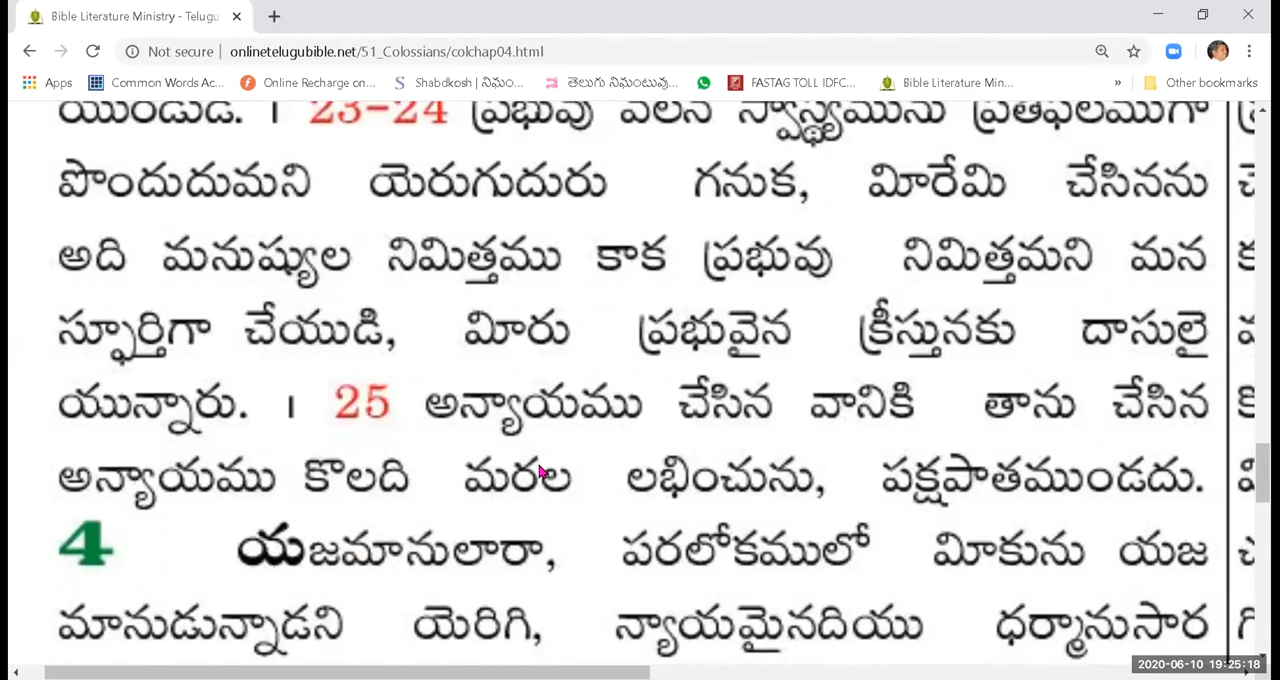 Bible Literature Ministry - Telugu
Not secure | onlinetelugubible.net/51_Colossians/colchap04.html
Apps Common Words Ac... Online Recharge on... Shabdkosh | నిఘం... తెలుగు నిఘంటువు... FASTAG TOLL IDFC... Bible Literature Min... » Other bookmarks
యుండుడి. । 23-24 ప్రభువు వలన స్వాస్థ్యమును ప్రతిఫలముగా
పొందుదుమని యెరుగుదురు గనుక, మీరేమి చేసినను
అది మనుష్యుల నిమిత్తము కాక ప్రభువు నిమిత్తమని మన
స్ఫూర్తిగా చేయుడి, మీరు ప్రభువైన క్రీస్తునకు దాసులై
యున్నారు. । 25 అన్యాయము చేసిన వానికి తాను చేసిన
అన్యాయము కొలది మరల లభించును, పక్షపాతముండదు.
4 యజమానులారా, పరలోకములో మీకును యజ
మానుడున్నాడని యెరిగి, న్యాయమైనదియు ధర్మానుసార
2020-06-10 19:25:18